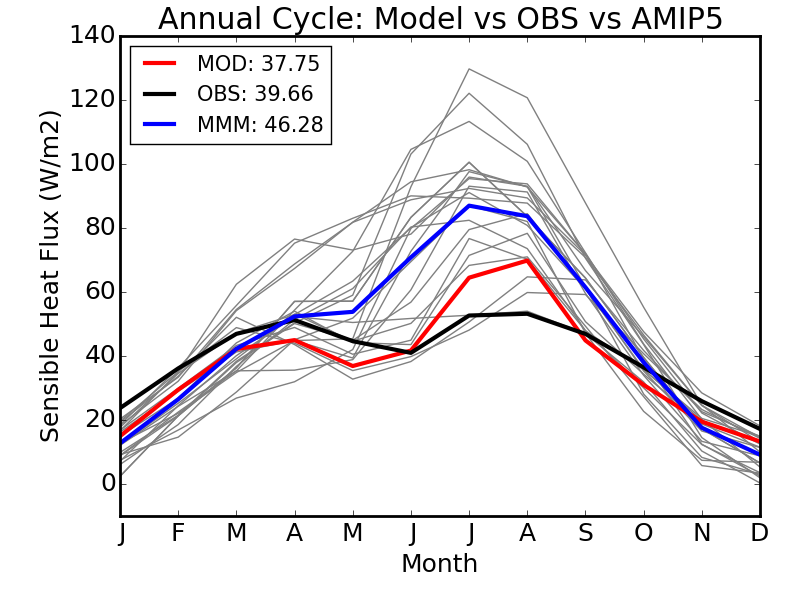 Annual Cycle: Model vs OBS vs AMIP5
140
120
100
80
60
40
20
0
Sensible Heat Flux (W/m2)
MOD: 37.75
OBS: 39.66
MMM: 46.28
J F M A M J J A S O N D
Month